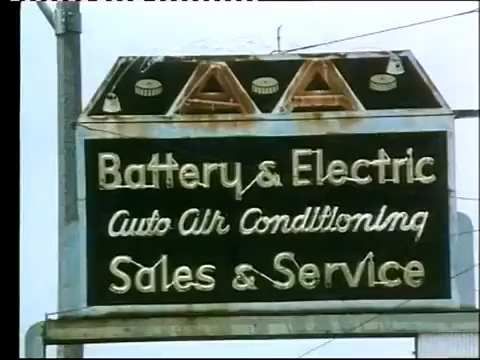 AA
Battery & Electric
Auto Air Conditioning
Sales & Service